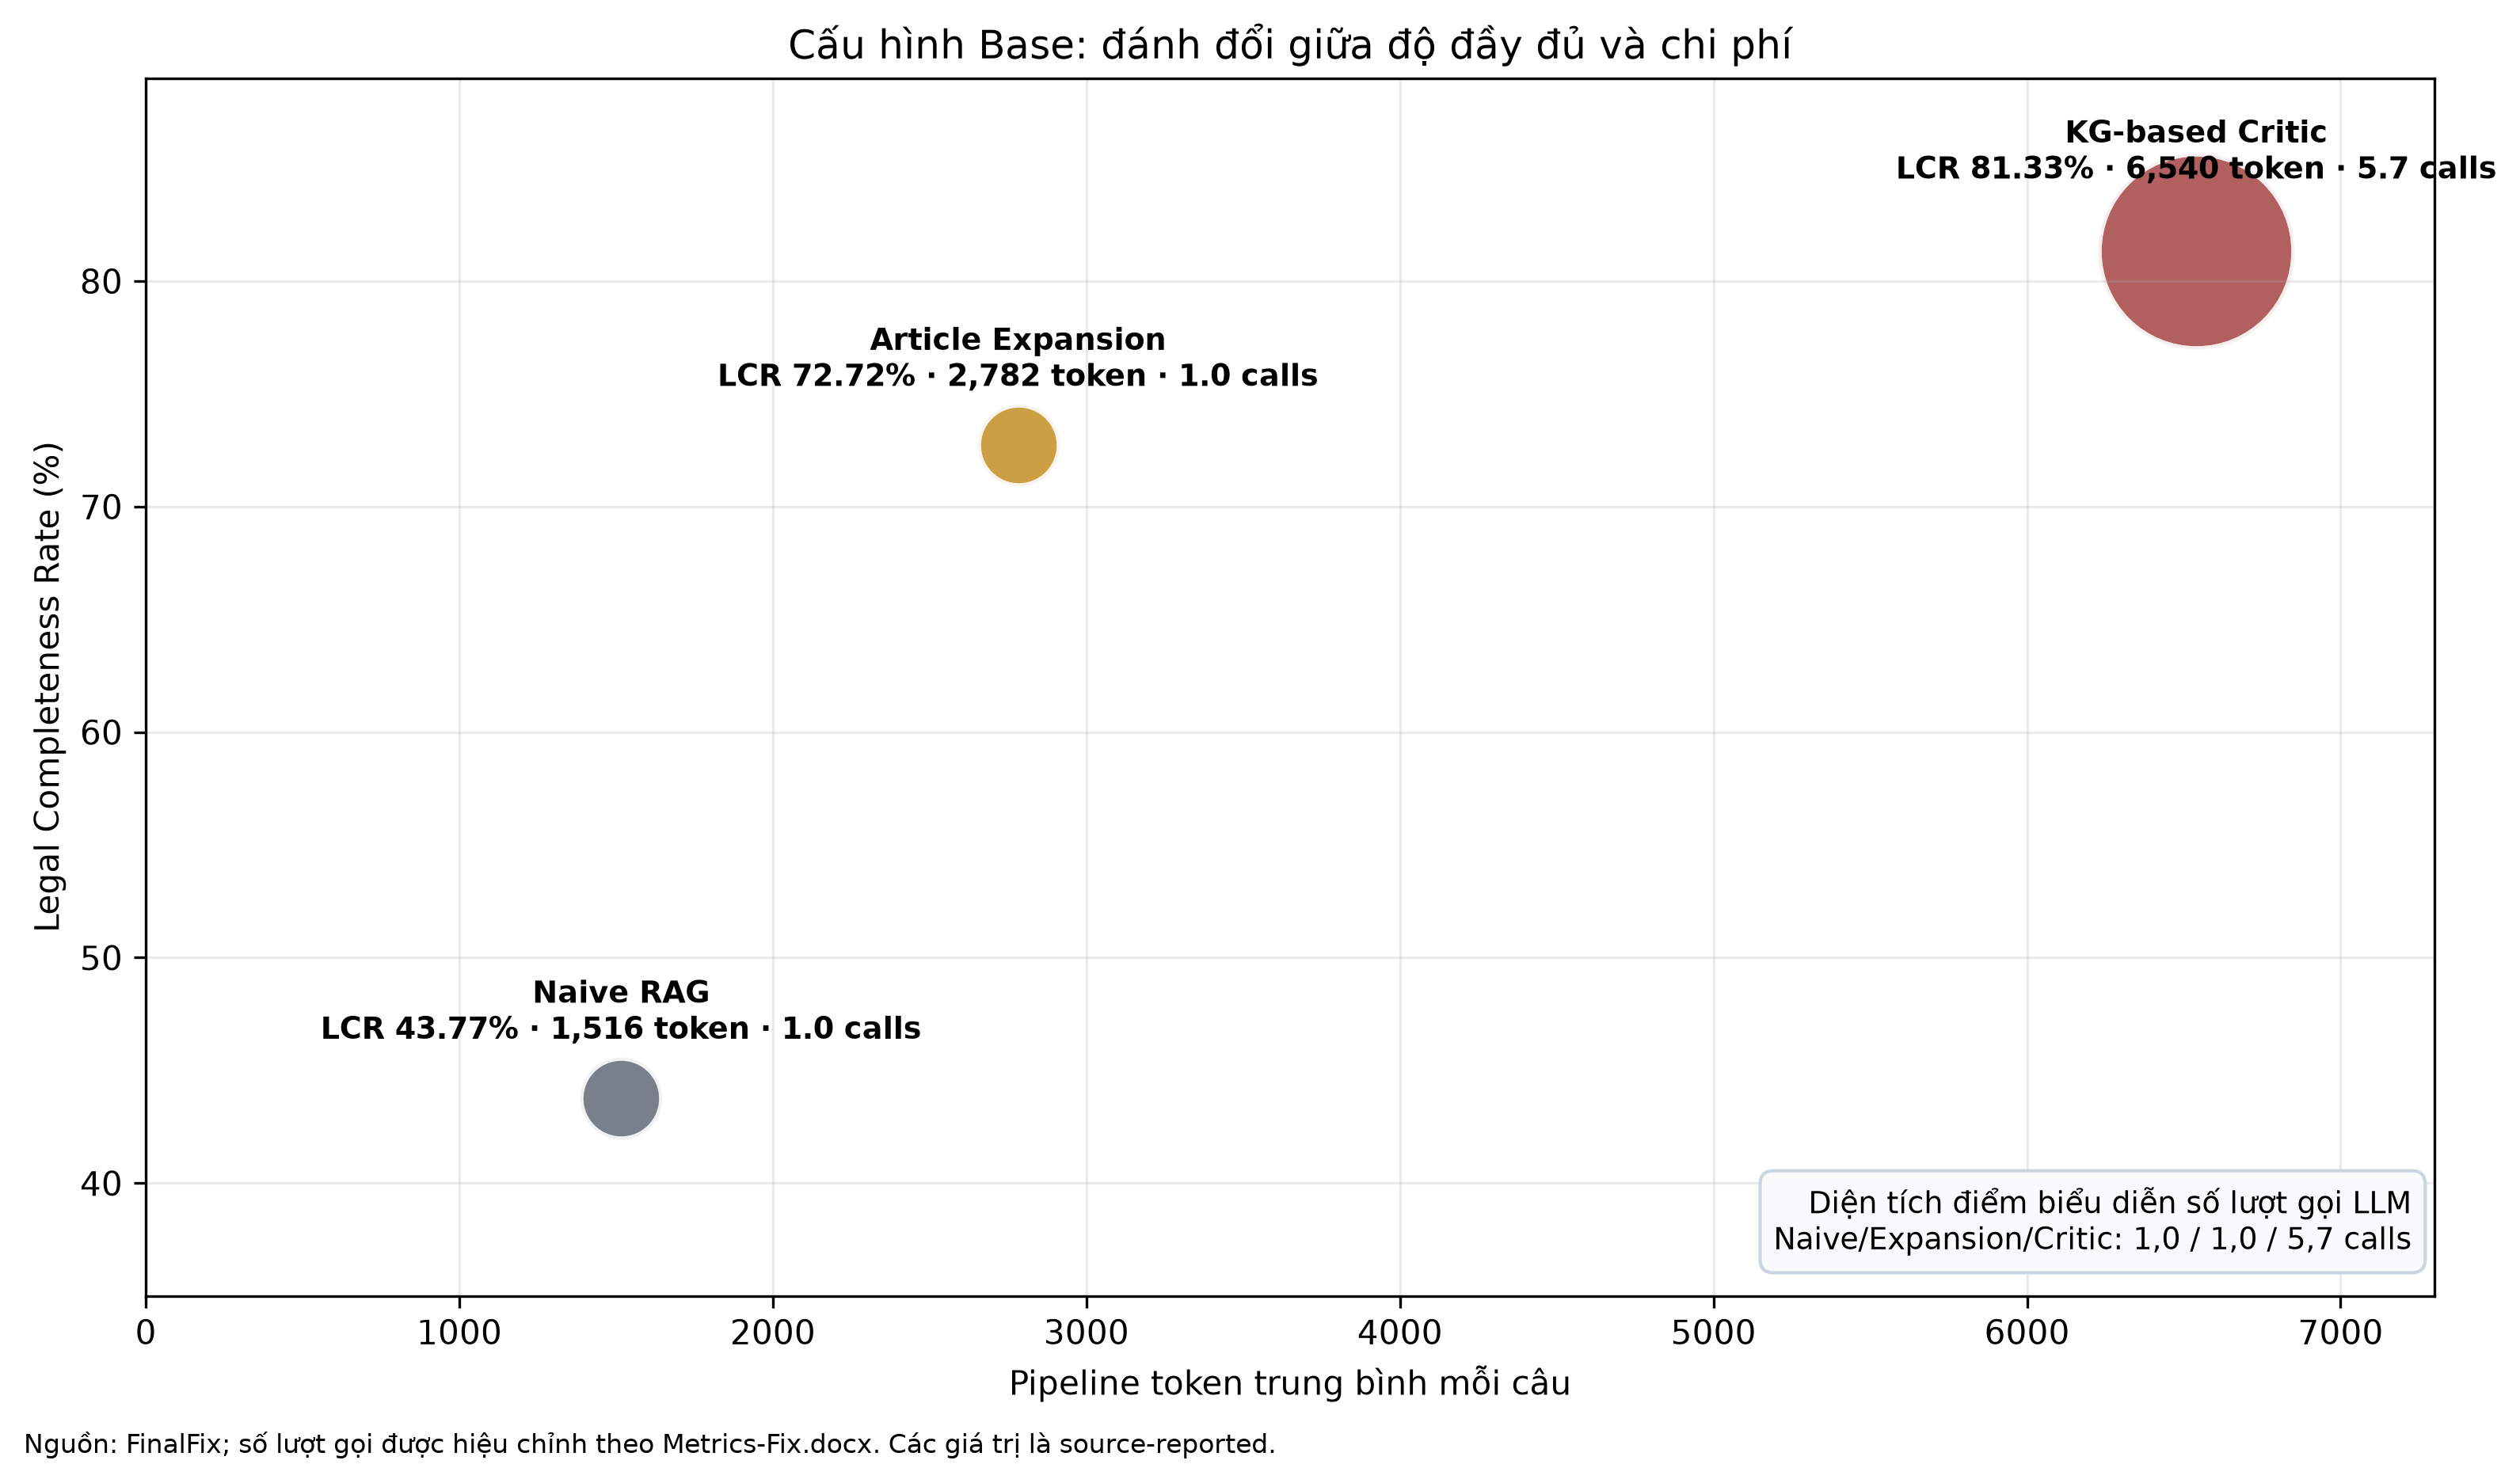 Cấu hình Base: đánh đổi giữa độ đầy đủ và chi phí
KG-based Critic
LCR 81.33% · 6,540 token · 5.7 calls
Article Expansion
LCR 72.72% · 2,782 token · 1.0 calls
Naive RAG
LCR 43.77% · 1,516 token · 1.0 calls
Legal Completeness Rate (%)
80
70
60
50
40
Diện tích điểm biểu diễn số lượt gọi LLM
Naive/Expansion/Critic: 1,0 / 1,0 / 5,7 calls
0 1000 2000 3000 4000 5000 6000 7000
Pipeline token trung bình mỗi câu
Nguồn: FinalFix; số lượt gọi được hiệu chỉnh theo Metrics-Fix.docx. Các giá trị là source-reported.